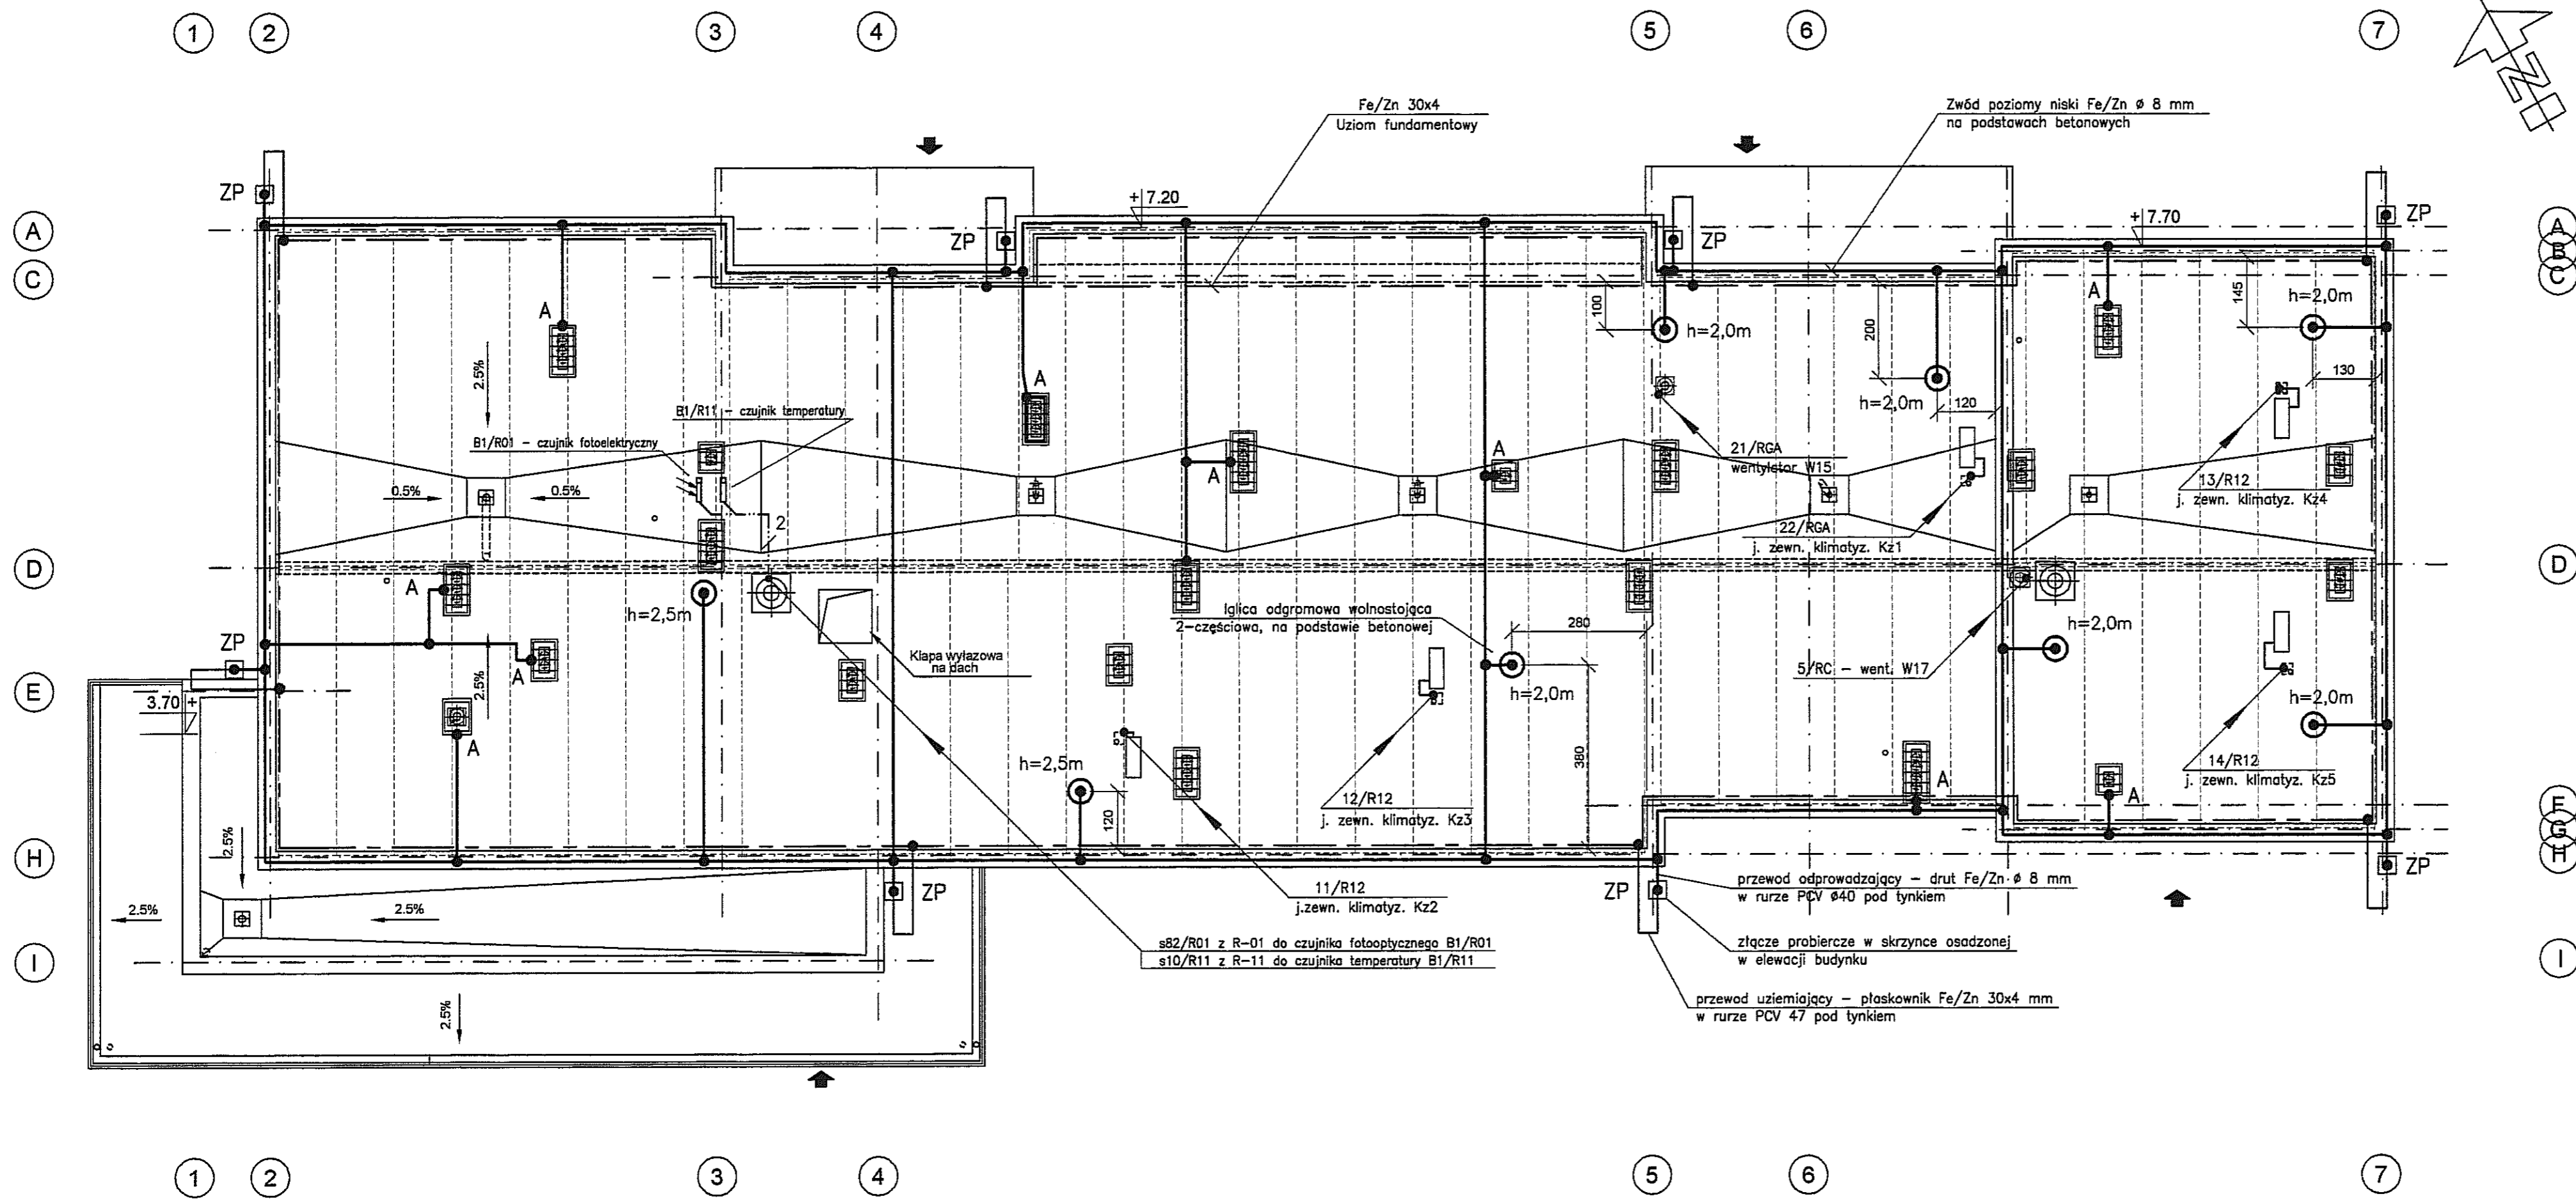 1 2 3 4 5 6 7
N
Fe/Zn 30x4
Uziom fundamentowy
Zwód poziomy niski Fe/Zn ø 8 mm
na podstawach betonowych
ZP
ZP
ZP
ZP
+ 7.20
+ 7.70
A
A
C
B
C
A
A
A
A
A
100
h=2,0m
200
h=2,0m
120
145
h=2,0m
130
2.5%
B1/R11 – czujnik temperatury
B1/R01 – czujnik fotoelektryczny
0.5%
0.5%
2
21/RGA
wentylator W15
22/RGA
j. zewn. klimatyz. Kz1
13/R12
j. zewn. klimatyz. Kz4
D
D
A
h=2,5m
Iglica odgromowa wolnostojąca
2–częściowa, na podstawie betonowej
280
h=2,0m
h=2,0m
ZP
A
2.5%
Klapa wyłazowa
na dach
5/RC – went. W17
E
3.70 +
A
h=2,0m
380
h=2,5m
120
12/R12
j. zewn. klimatyz. Kz3
14/R12
j. zewn. klimatyz. Kz5
A
A
F
G
H
H
ZP
ZP
ZP
2.5%
2.5%
2.5%
2.5%
11/R12
j.zewn. klimatyz. Kz2
s82/R01 z R–01 do czujnika fotooptycznego B1/R01
s10/R11 z R–11 do czujnika temperatury B1/R11
przewod odprowadzający – drut Fe/Zn ø 8 mm
w rurze PCV ø40 pod tynkiem
złącze probiercze w skrzynce osadzonej
w elewacji budynku
przewod uziemiający – płaskownik Fe/Zn 30x4 mm
w rurze PCV 47 pod tynkiem
I
I
1 2 3 4 5 6 7